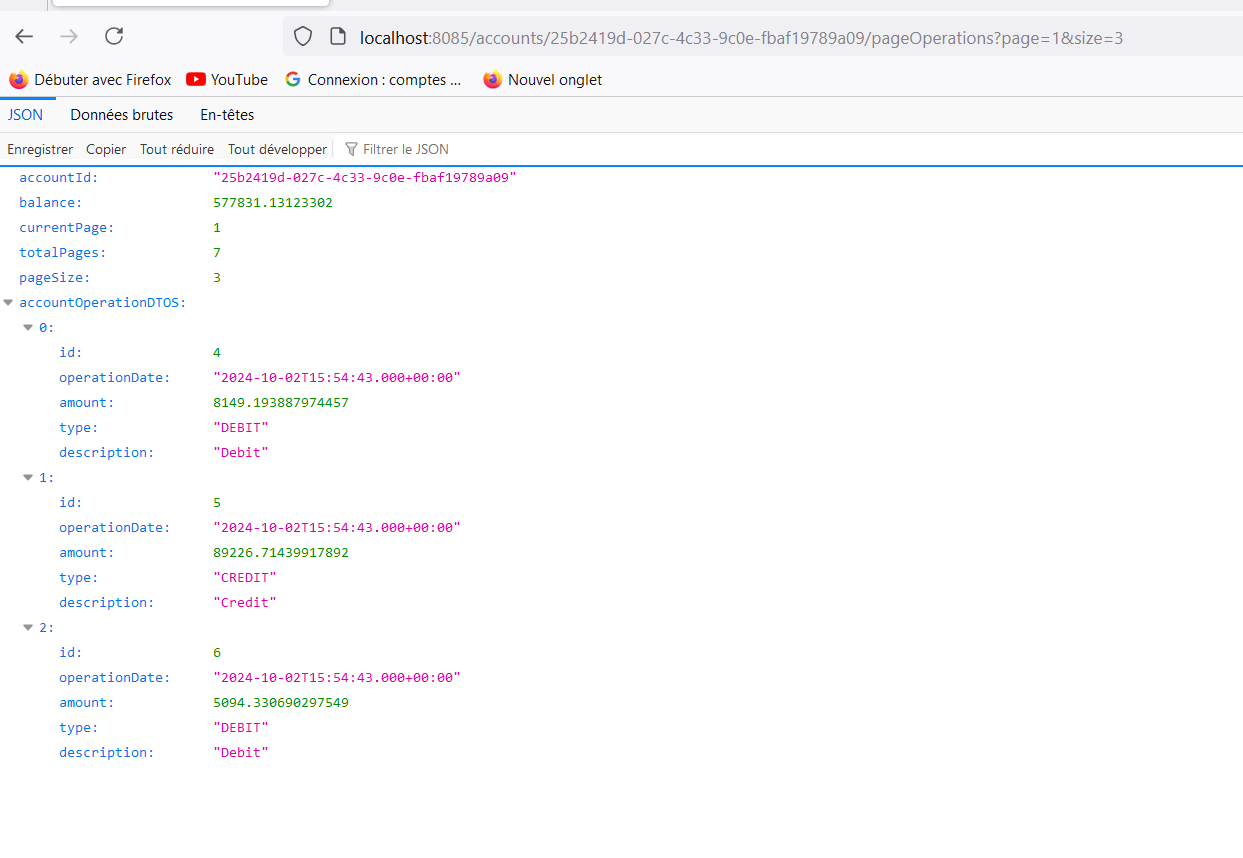 localhost:8085/accounts/25b2419d-027c-4c33-9c0e-fbaf19789a09/pageOperations?page=1&size=3
Débuter avec Firefox YouTube Connexion : comptes ... Nouvel onglet
JSON Données brutes En-têtes
Enregistrer Copier Tout réduire Tout développer Filtrer le JSON
accountId: "25b2419d-027c-4c33-9c0e-fbaf19789a09"
balance: 577831.13123302
currentPage: 1
totalPages: 7
pageSize: 3
accountOperationDTOS:
0:
id: 4
operationDate: "2024-10-02T15:54:43.000+00:00"
amount: 8149.193887974457
type: "DEBIT"
description: "Debit"
1:
id: 5
operationDate: "2024-10-02T15:54:43.000+00:00"
amount: 89226.71439917892
type: "CREDIT"
description: "Credit"
2:
id: 6
operationDate: "2024-10-02T15:54:43.000+00:00"
amount: 5094.330690297549
type: "DEBIT"
description: "Debit"